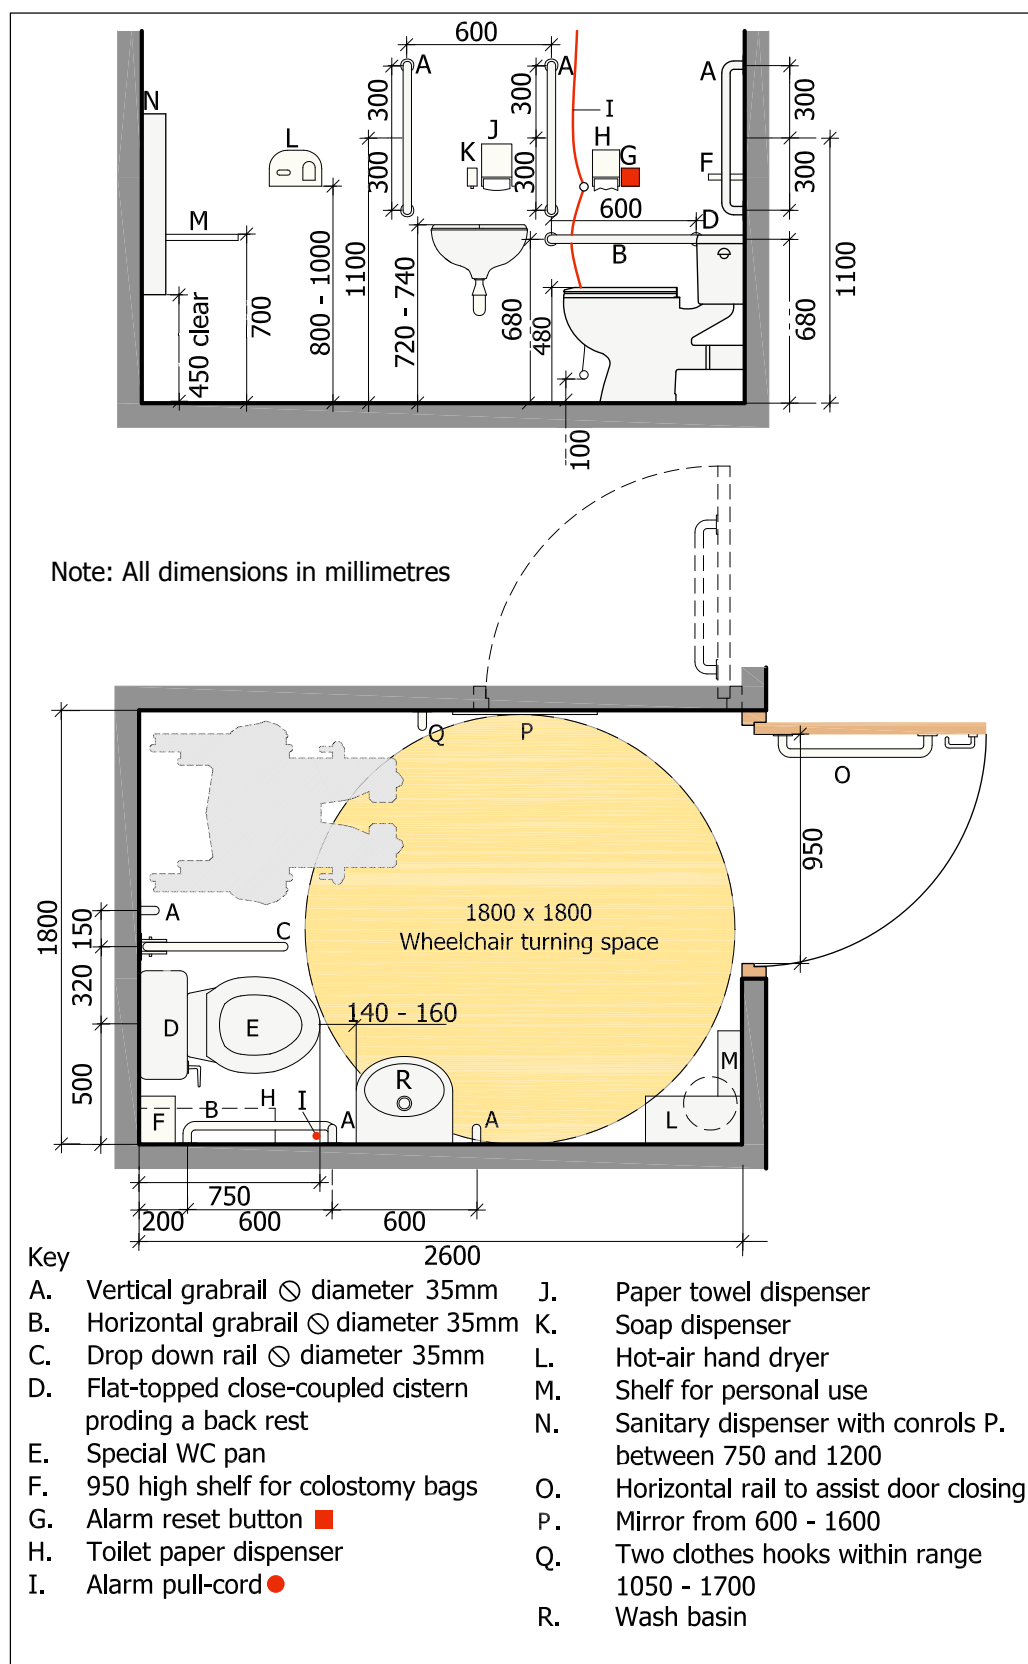 600
A
A
A
N
300
300
300
I
L
J
H
K
G
F
300
300
300
600
D
M
B
450 clear
700
800 - 1000
1100
720 - 740
680
480
680
1100
100
Note: All dimensions in millimetres
Q
P
O
950
1800
150
A
C
1800 x 1800
Wheelchair turning space
320
140 - 160
D
E
M
R
500
H
I
F
B
A
A
L
750
200
600
600
2600
Key
A. Vertical grabrail ⦸ diameter 35mm
B. Horizontal grabrail ⦸ diameter 35mm
C. Drop down rail ⦸ diameter 35mm
D. Flat-topped close-coupled cistern
proding a back rest
E. Special WC pan
F. 950 high shelf for colostomy bags
G. Alarm reset button
H. Toilet paper dispenser
I. Alarm pull-cord
J. Paper towel dispenser
K. Soap dispenser
L. Hot-air hand dryer
M. Shelf for personal use
N. Sanitary dispenser with conrols P.
between 750 and 1200
O. Horizontal rail to assist door closing
P. Mirror from 600 - 1600
Q. Two clothes hooks within range
1050 - 1700
R. Wash basin